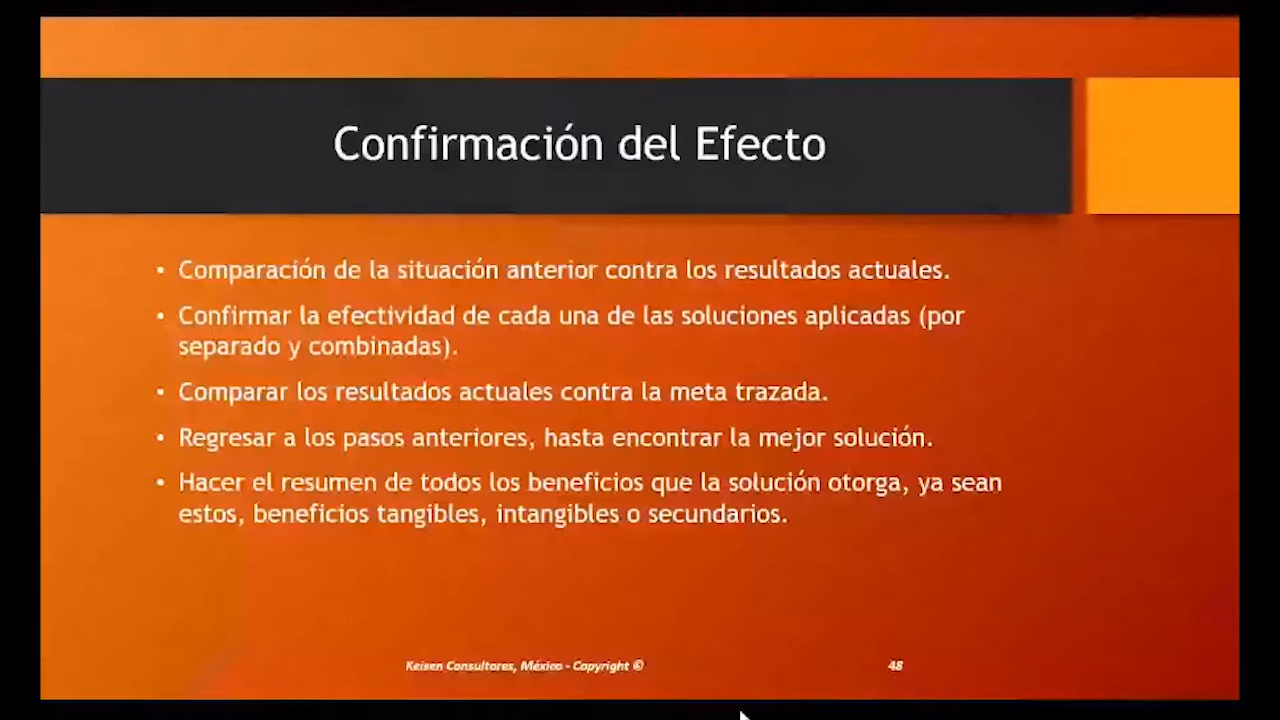 Confirmación del Efecto
• Comparación de la situación anterior contra los resultados actuales.
• Confirmar la efectividad de cada una de las soluciones aplicadas (por
separado y combinadas).
• Comparar los resultados actuales contra la meta trazada.
• Regresar a los pasos anteriores, hasta encontrar la mejor solución.
• Hacer el resumen de todos los beneficios que la solución otorga, ya sean
estos, beneficios tangibles, intangibles o secundarios.
Keisen Consultores, México - Copyright ©
48